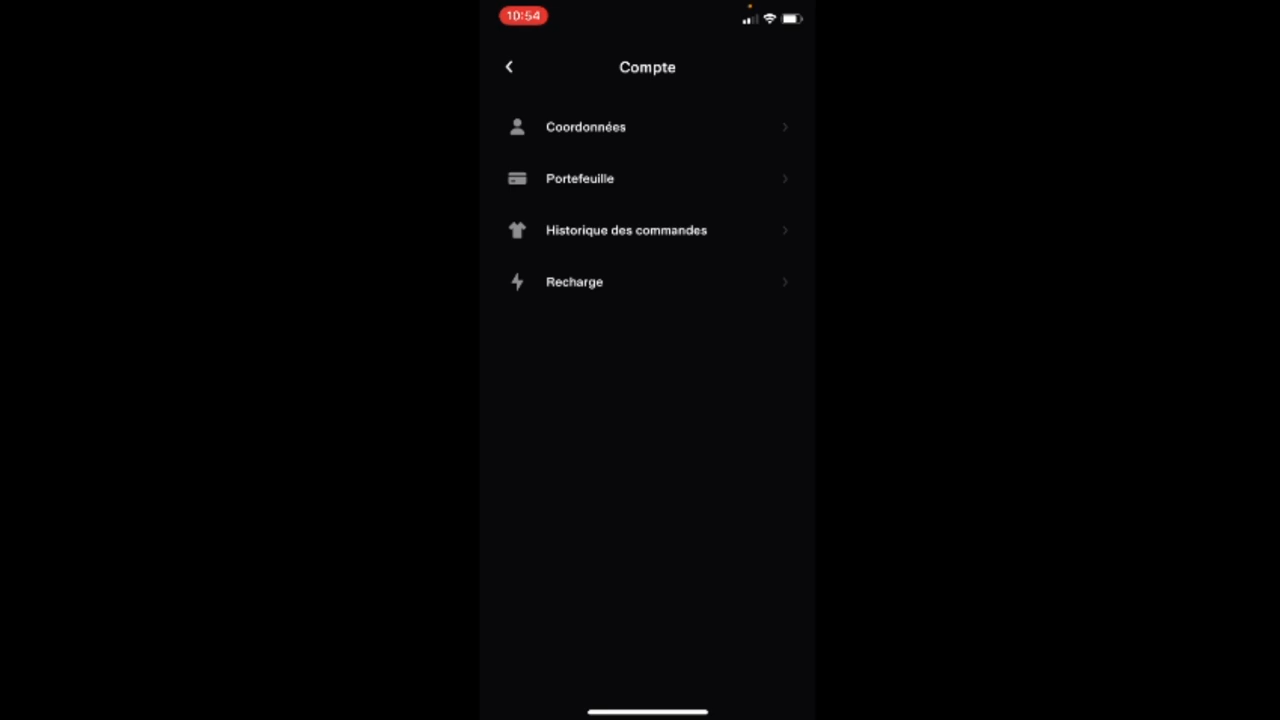 10:54
Compte
Coordonnées
Portefeuille
Historique des commandes
Recharge